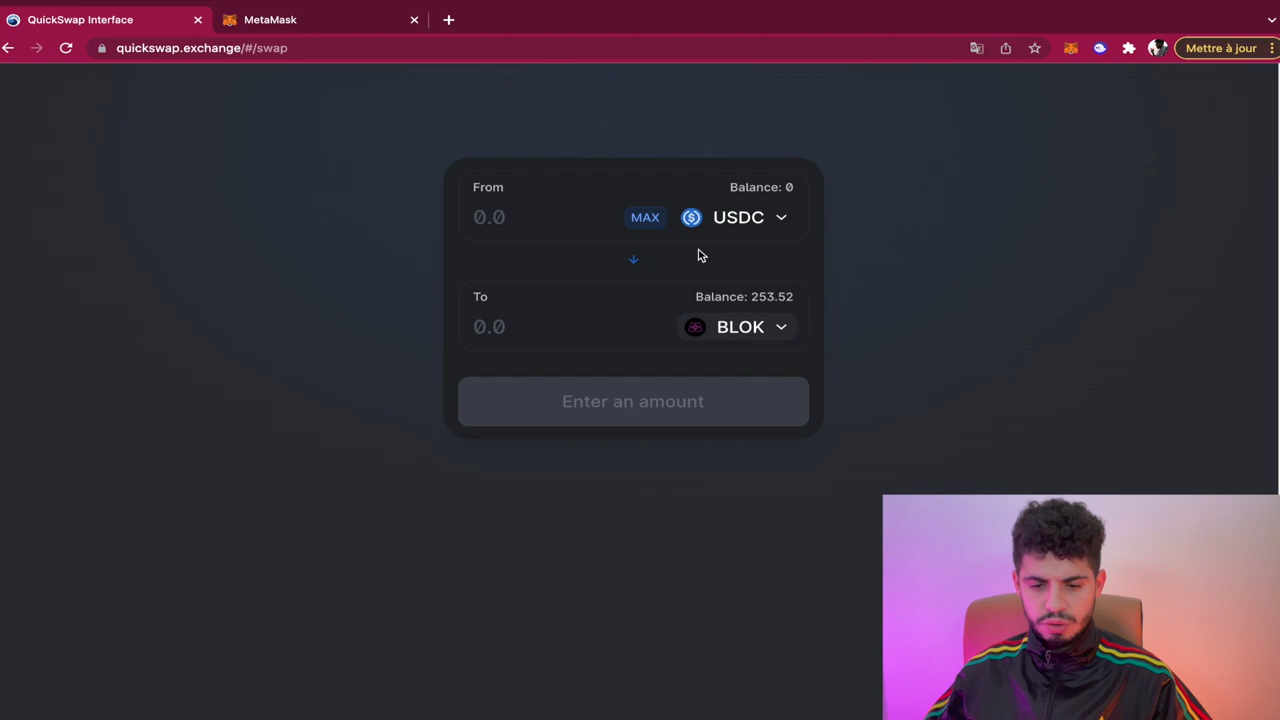 QuickSwap Interface
MetaMask
quickswap.exchange/#/swap
Mettre à jour
From
Balance: 0
0.0
MAX
USDC
To
Balance: 253.52
0.0
BLOK
Enter an amount